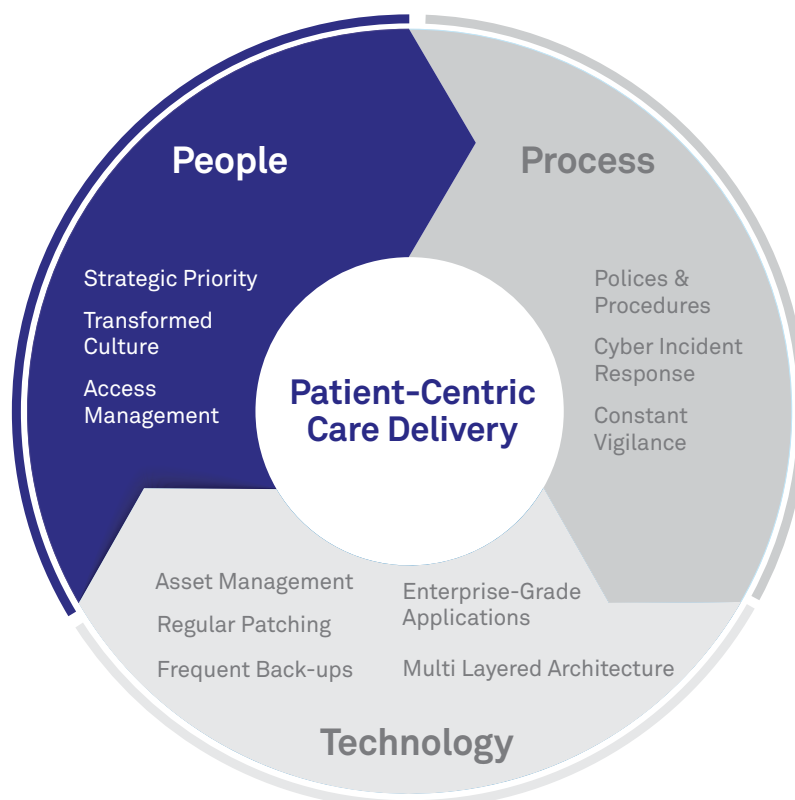 People
Strategic Priority
Transformed
Culture
Access
Management
Process
Polices &
Procedures
Cyber Incident
Response
Constant
Vigilance
Patient-Centric
Care Delivery
Asset Management
Regular Patching
Frequent Back-ups
Enterprise-Grade
Applications
Multi Layered Architecture
Technology